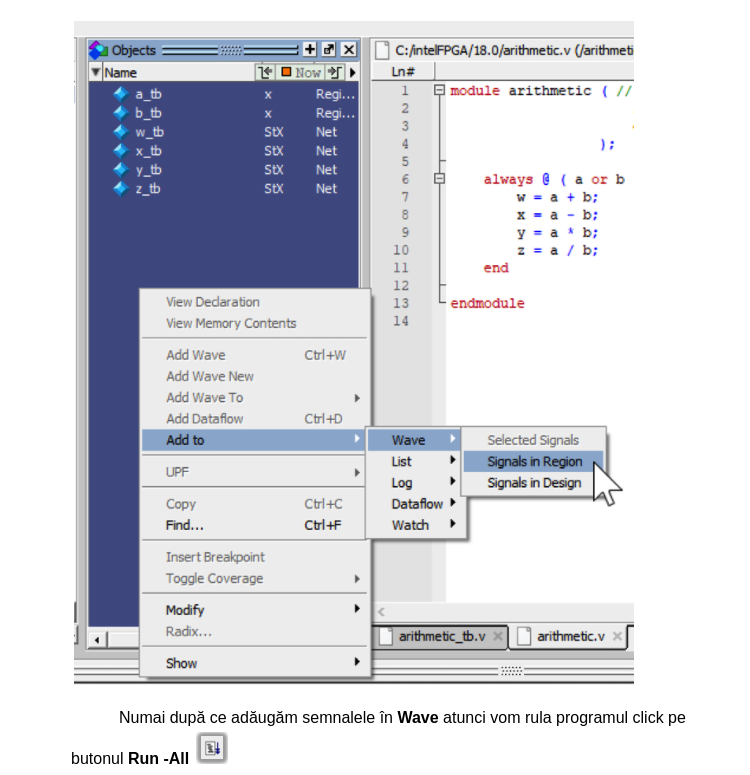 Objects
Name Now
a_tb x Regi...
b_tb x Regi...
w_tb StX Net
x_tb StX Net
y_tb StX Net
z_tb StX Net
C:/intelFPGA/18.0/arithmetic.v (/arithmeti
Ln#
1 module arithmetic ( //
2
3
4 );
5
6 always @ ( a or b
7 w = a + b;
8 x = a - b;
9 y = a * b;
10 z = a / b;
11 end
12
13 endmodule
14
View Declaration
View Memory Contents
Add Wave Ctrl+W
Add Wave New
Add Wave To
Add Dataflow Ctrl+D
Add to
UPF
Copy Ctrl+C
Find... Ctrl+F
Insert Breakpoint
Toggle Coverage
Modify
Radix...
Show
Wave
List
Log
Dataflow
Watch
Selected Signals
Signals in Region
Signals in Design
arithmetic_tb.v arithmetic.v
Numai după ce adăugăm semnalele în Wave atunci vom rula programul click pe
butonul Run -All